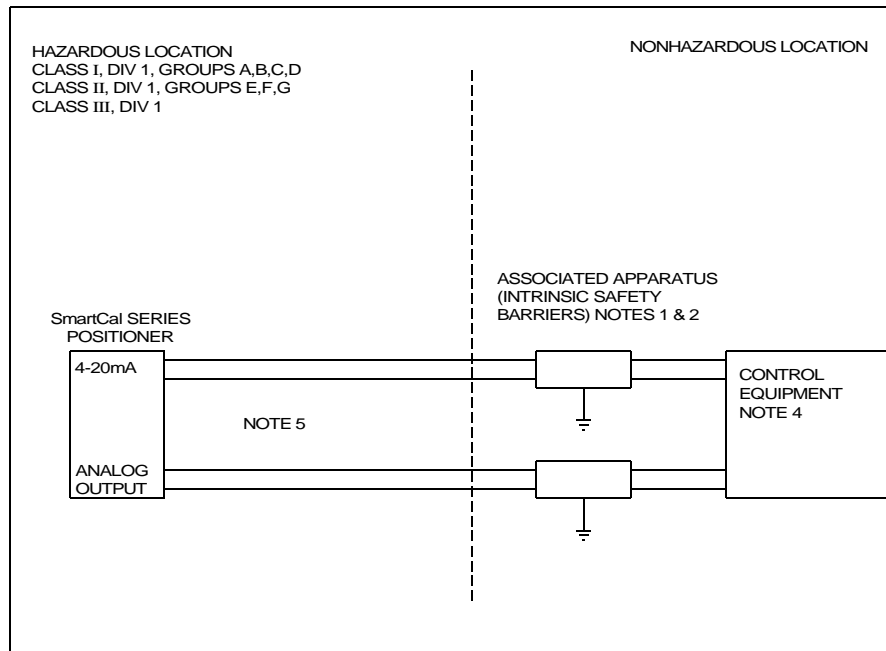 HAZARDOUS LOCATION
CLASS I, DIV 1, GROUPS A,B,C,D
CLASS II, DIV 1, GROUPS E,F,G
CLASS III, DIV 1
NONHAZARDOUS LOCATION
ASSOCIATED APPARATUS
(INTRINSIC SAFETY
BARRIERS) NOTES 1 & 2
SmartCal SERIES
POSITIONER
4-20mA
CONTROL
EQUIPMENT
NOTE 4
NOTE 5
ANALOG
OUTPUT